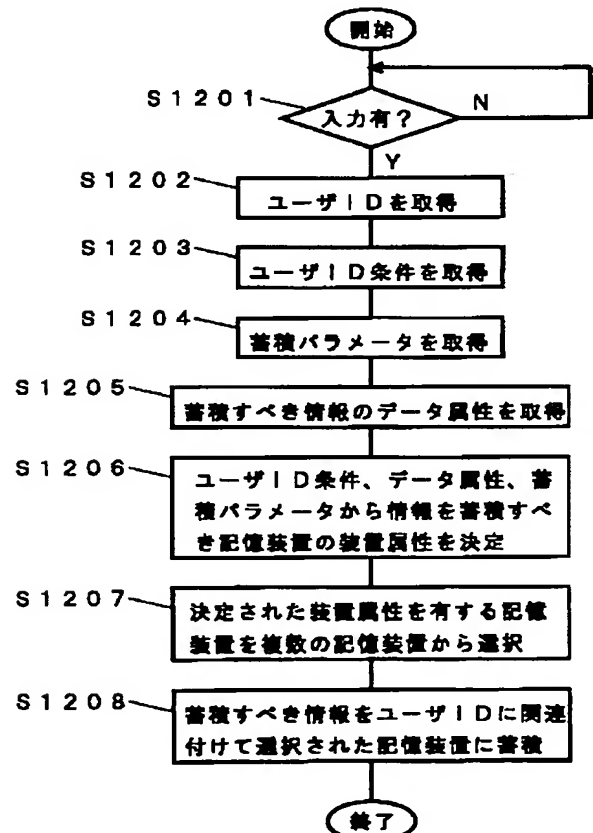 開始
S1201
入力有?
N
Y
S1202
ユーザIDを取得
S1203
ユーザID条件を取得
S1204
蓄積パラメータを取得
S1205
蓄積すべき情報のデータ属性を取得
S1206
ユーザID条件、データ属性、蓄
積パラメータから情報を蓄積すべ
き記憶装置の装置属性を決定
S1207
決定された装置属性を有する記憶
装置を複数の記憶装置から選択
S1208
蓄積すべき情報をユーザIDに関連
付けて選択された記憶装置に蓄積
終了